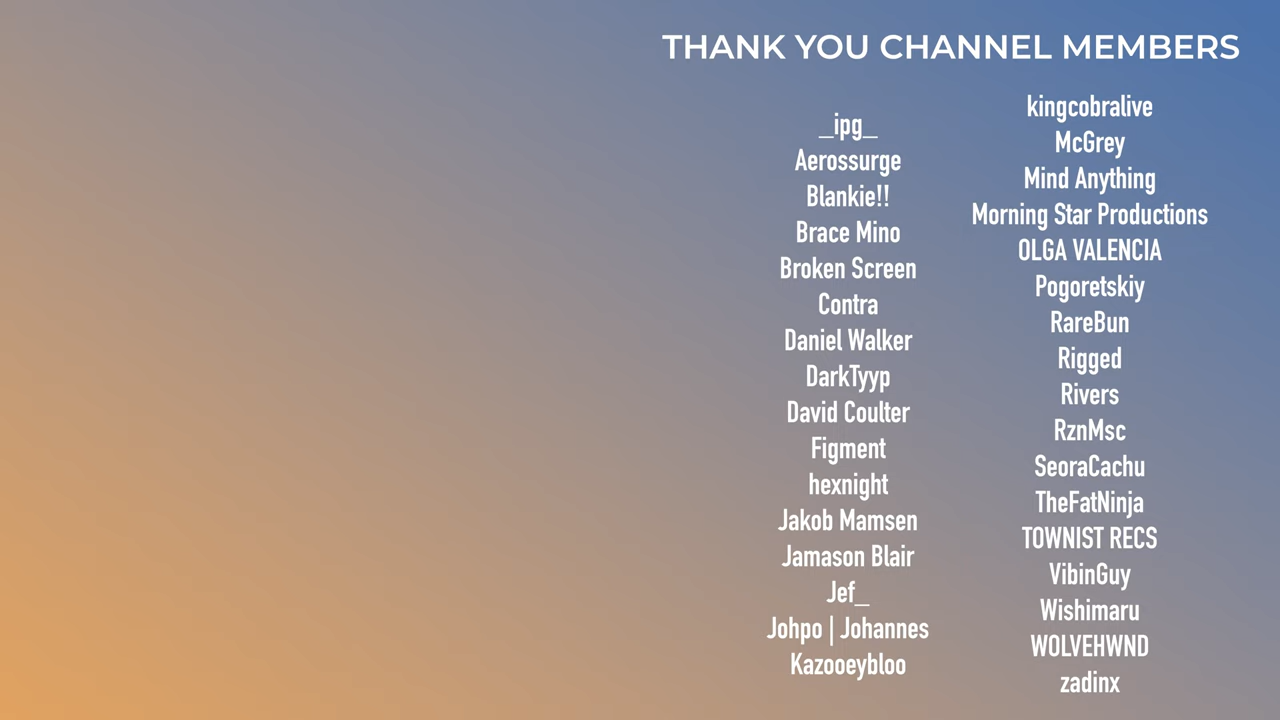 THANK YOU CHANNEL MEMBERS
_ipg_
Aerossurge
Blankie!!
Brace Mino
Broken Screen
Contra
Daniel Walker
DarkTyyp
David Coulter
Figment
hexnight
Jakob Mamsen
Jamason Blair
Jef_
Johpo | Johannes
Kazooeybloo
kingcobralive
McGrey
Mind Anything
Morning Star Productions
OLGA VALENCIA
Pogoretskiy
RareBun
Rigged
Rivers
RznMsc
SeoraCachu
TheFatNinja
TOWNIST RECS
VibinGuy
Wishimaru
WOLVEHWND
zadinx